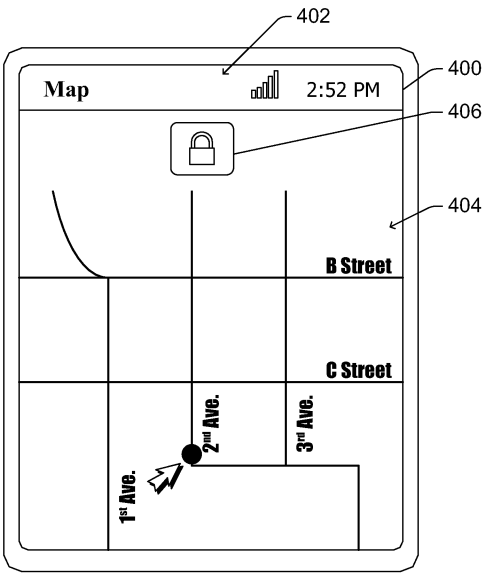 402
Map 2:52 PM
400
406
404
B Street
C Street
1st Ave.
2nd Ave.
3rd Ave.